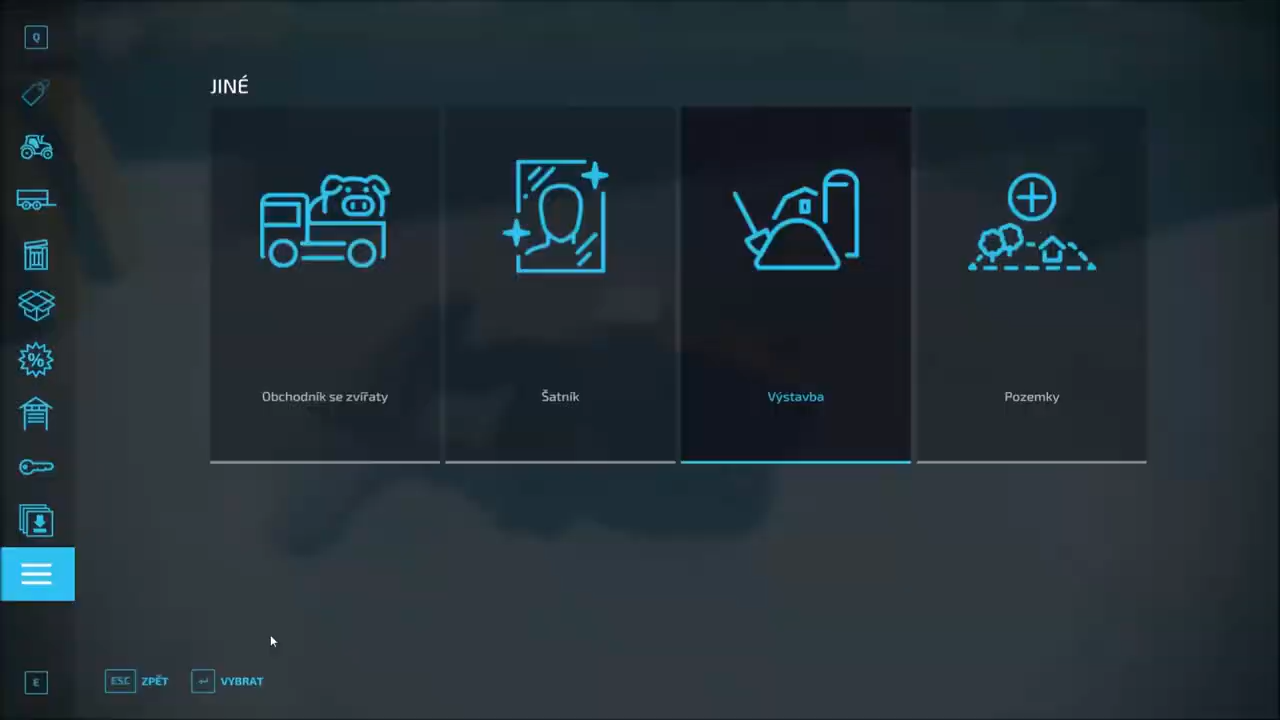 Q
JINÉ
Obchodník se zvířaty
Šatník
Výstavba
Pozemky
%
E
ESC ZPĚT
VYBRAT